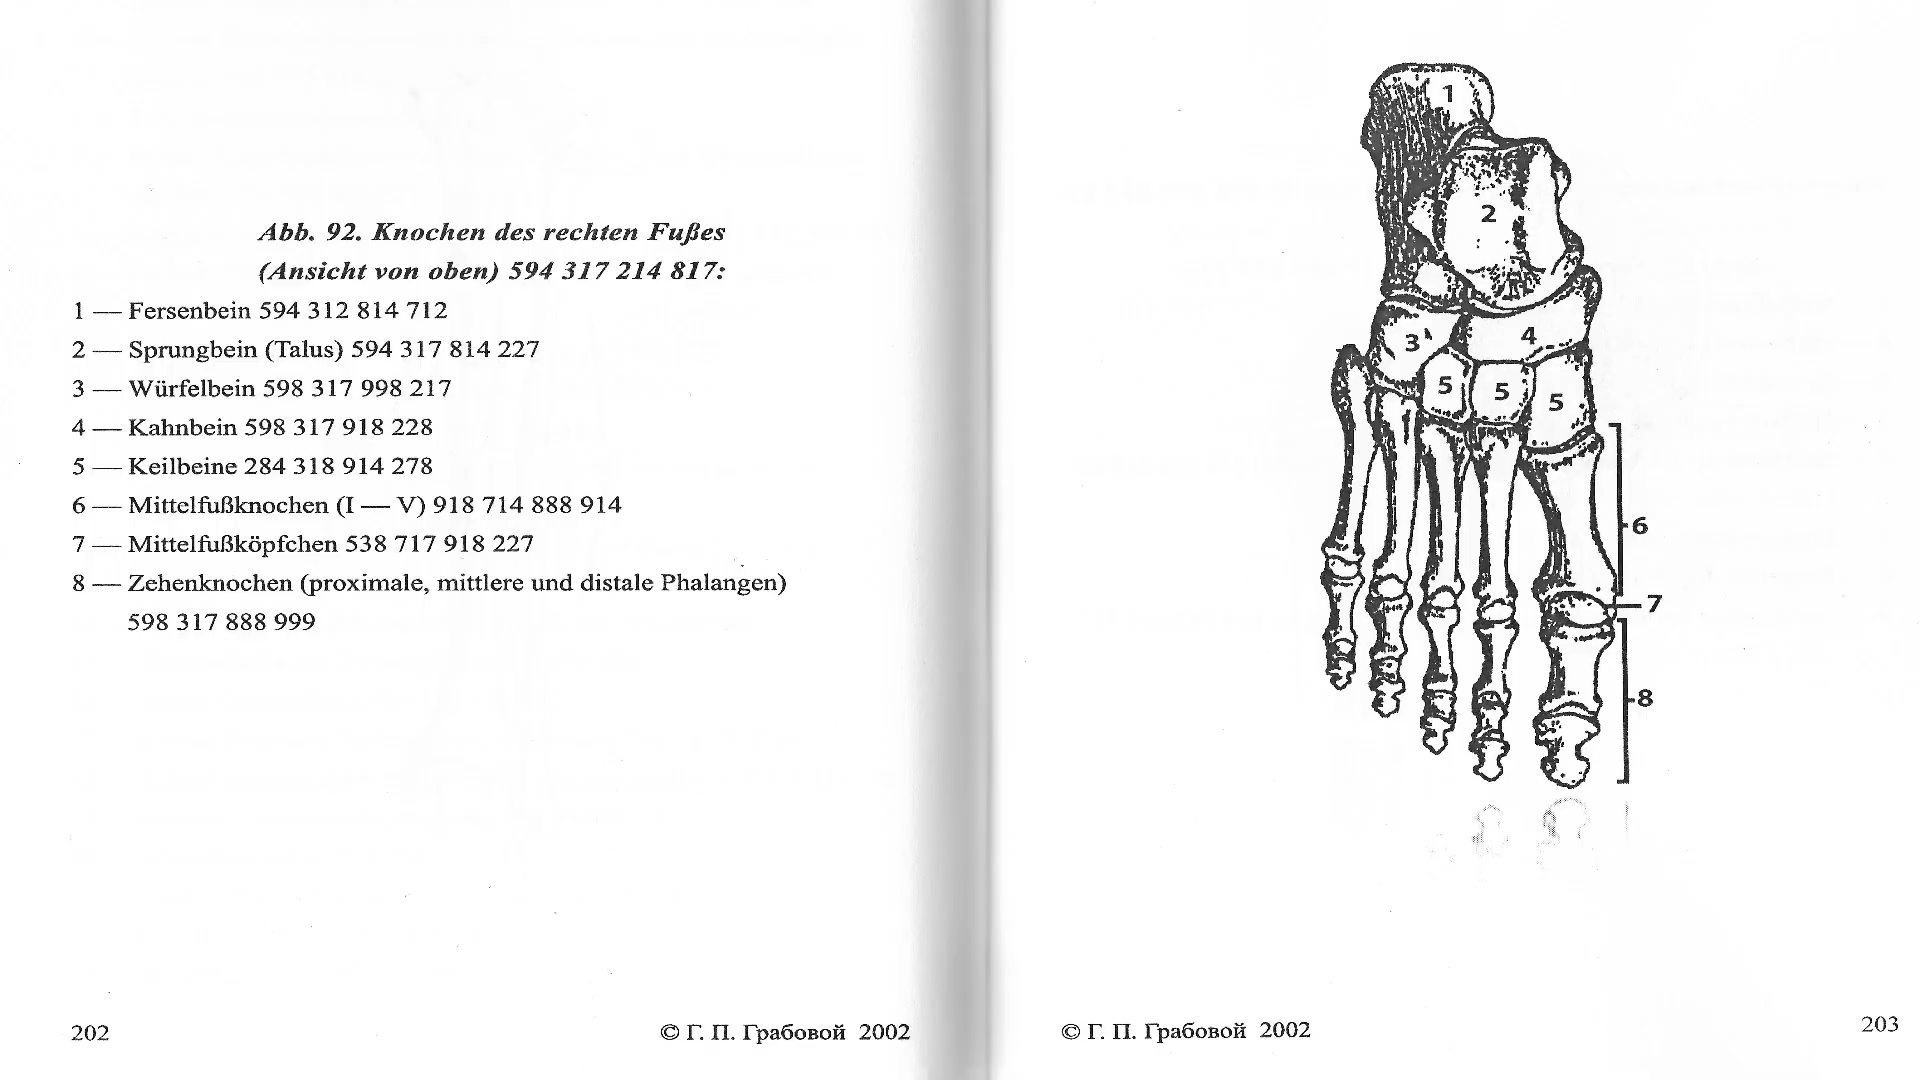 Abb. 92. Knochen des rechten Fußes
(Ansicht von oben) 594 317 214 817:
1 — Fersenbein 594 312 814 712
2 — Sprungbein (Talus) 594 317 814 227
3 — Würfelbein 598 317 998 217
4 — Kahnbein 598 317 918 228
5 — Keilbeine 284 318 914 278
6 — Mittelfußknochen (I — V) 918 714 888 914
7 — Mittelfußköpfchen 538 717 918 227
8 — Zehenknochen (proximale, mittlere und distale Phalangen)
598 317 888 999
202
© Г. П. Грабовой 2002
1
2
3
4
5
5
5
6
7
8
© Г. П. Грабовой 2002
203